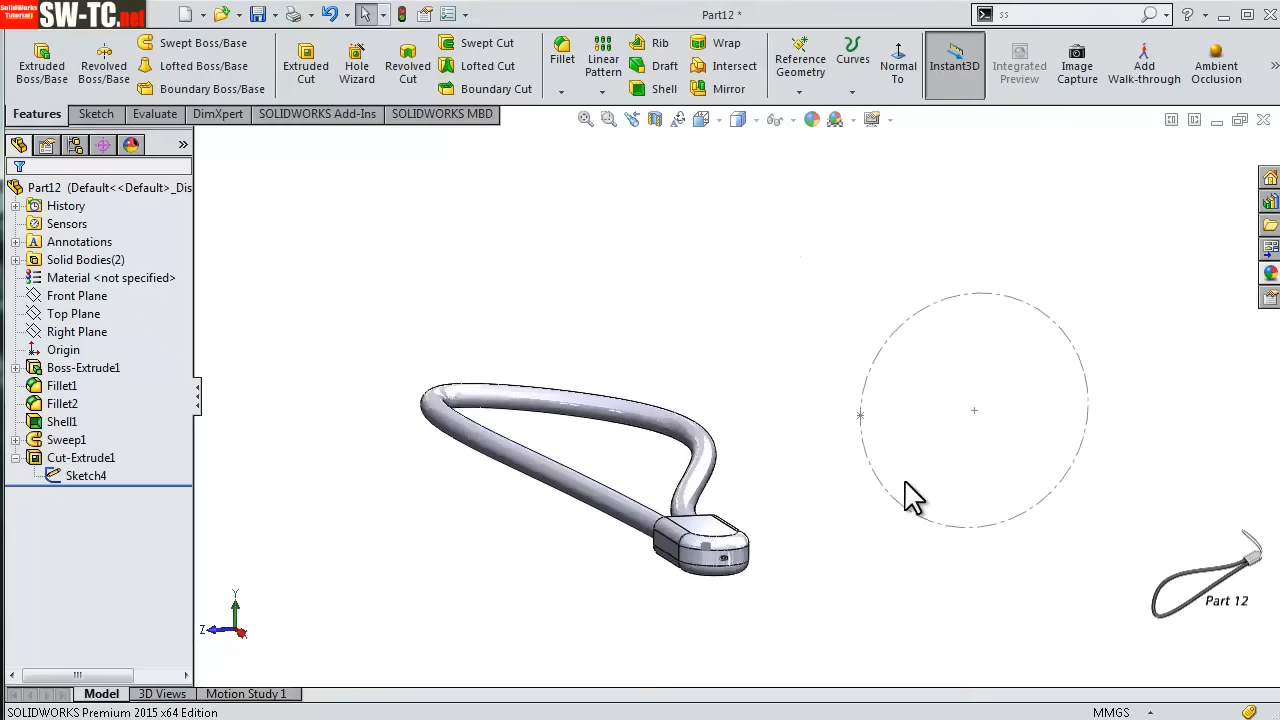 SolidWorks
Tutorial
SW-TC.net
Part12 *
ss
Extruded
Boss/Base
Revolved
Boss/Base
Swept Boss/Base
Lofted Boss/Base
Boundary Boss/Base
Extruded
Cut
Hole
Wizard
Revolved
Cut
Swept Cut
Lofted Cut
Boundary Cut
Fillet
Linear
Pattern
Rib
Draft
Shell
Wrap
Intersect
Mirror
Reference
Geometry
Curves
Normal
To
Instant3D
Integrated
Preview
Image
Capture
Add
Walk-through
Ambient
Occlusion
Features
Sketch
Evaluate
DimXpert
SOLIDWORKS Add-Ins
SOLIDWORKS MBD
Part12 (Default<<Default>_Dis
History
Sensors
Annotations
Solid Bodies(2)
Material <not specified>
Front Plane
Top Plane
Right Plane
Origin
Boss-Extrude1
Fillet1
Fillet2
Shell1
Sweep1
Cut-Extrude1
Sketch4
Y
Z
X
Part 12
Model
3D Views
Motion Study 1
SOLIDWORKS Premium 2015 x64 Edition
MMGS